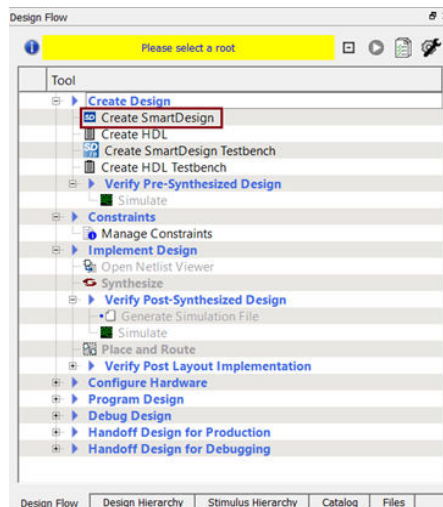 Design Flow
Please select a root
Tool
Create Design
Create SmartDesign
Create HDL
Create SmartDesign Testbench
Create HDL Testbench
Verify Pre-Synthesized Design
Simulate
Constraints
Manage Constraints
Implement Design
Open Netlist Viewer
Synthesize
Verify Post-Synthesized Design
Generate Simulation File
Simulate
Place and Route
Verify Post Layout Implementation
Configure Hardware
Program Design
Debug Design
Handoff Design for Production
Handoff Design for Debugging
Design Flow Design Hierarchy Stimulus Hierarchy Catalog Files